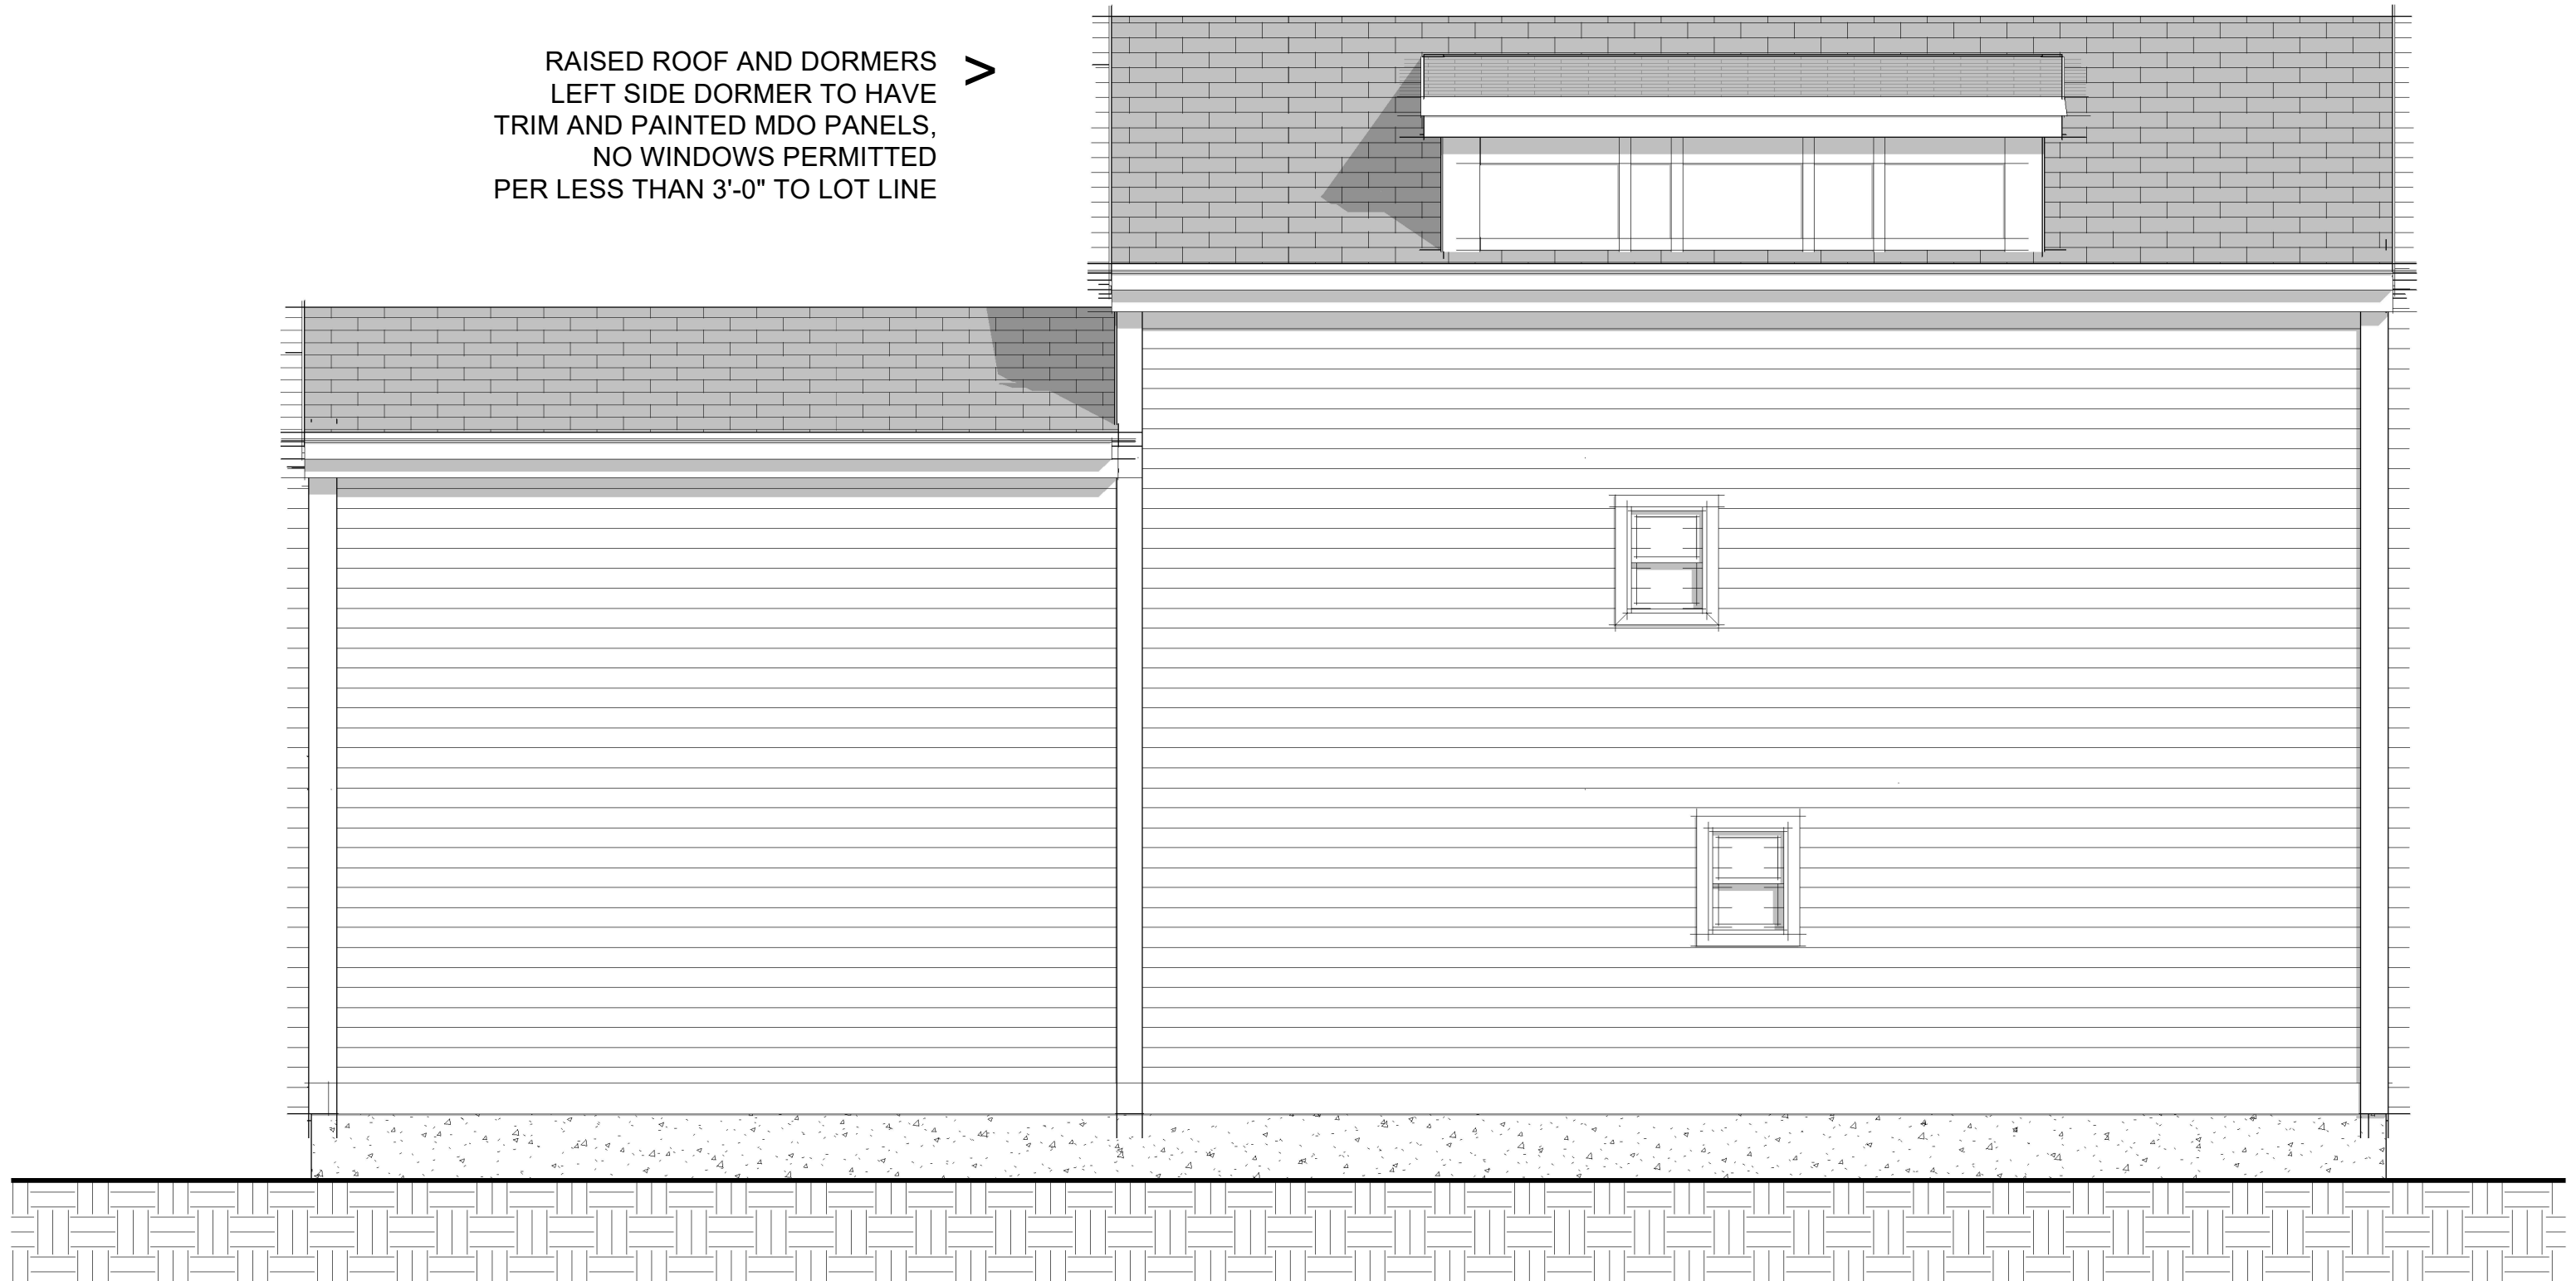 RAISED ROOF AND DORMERS >
LEFT SIDE DORMER TO HAVE
TRIM AND PAINTED MDO PANELS,
NO WINDOWS PERMITTED
PER LESS THAN 3'-0" TO LOT LINE